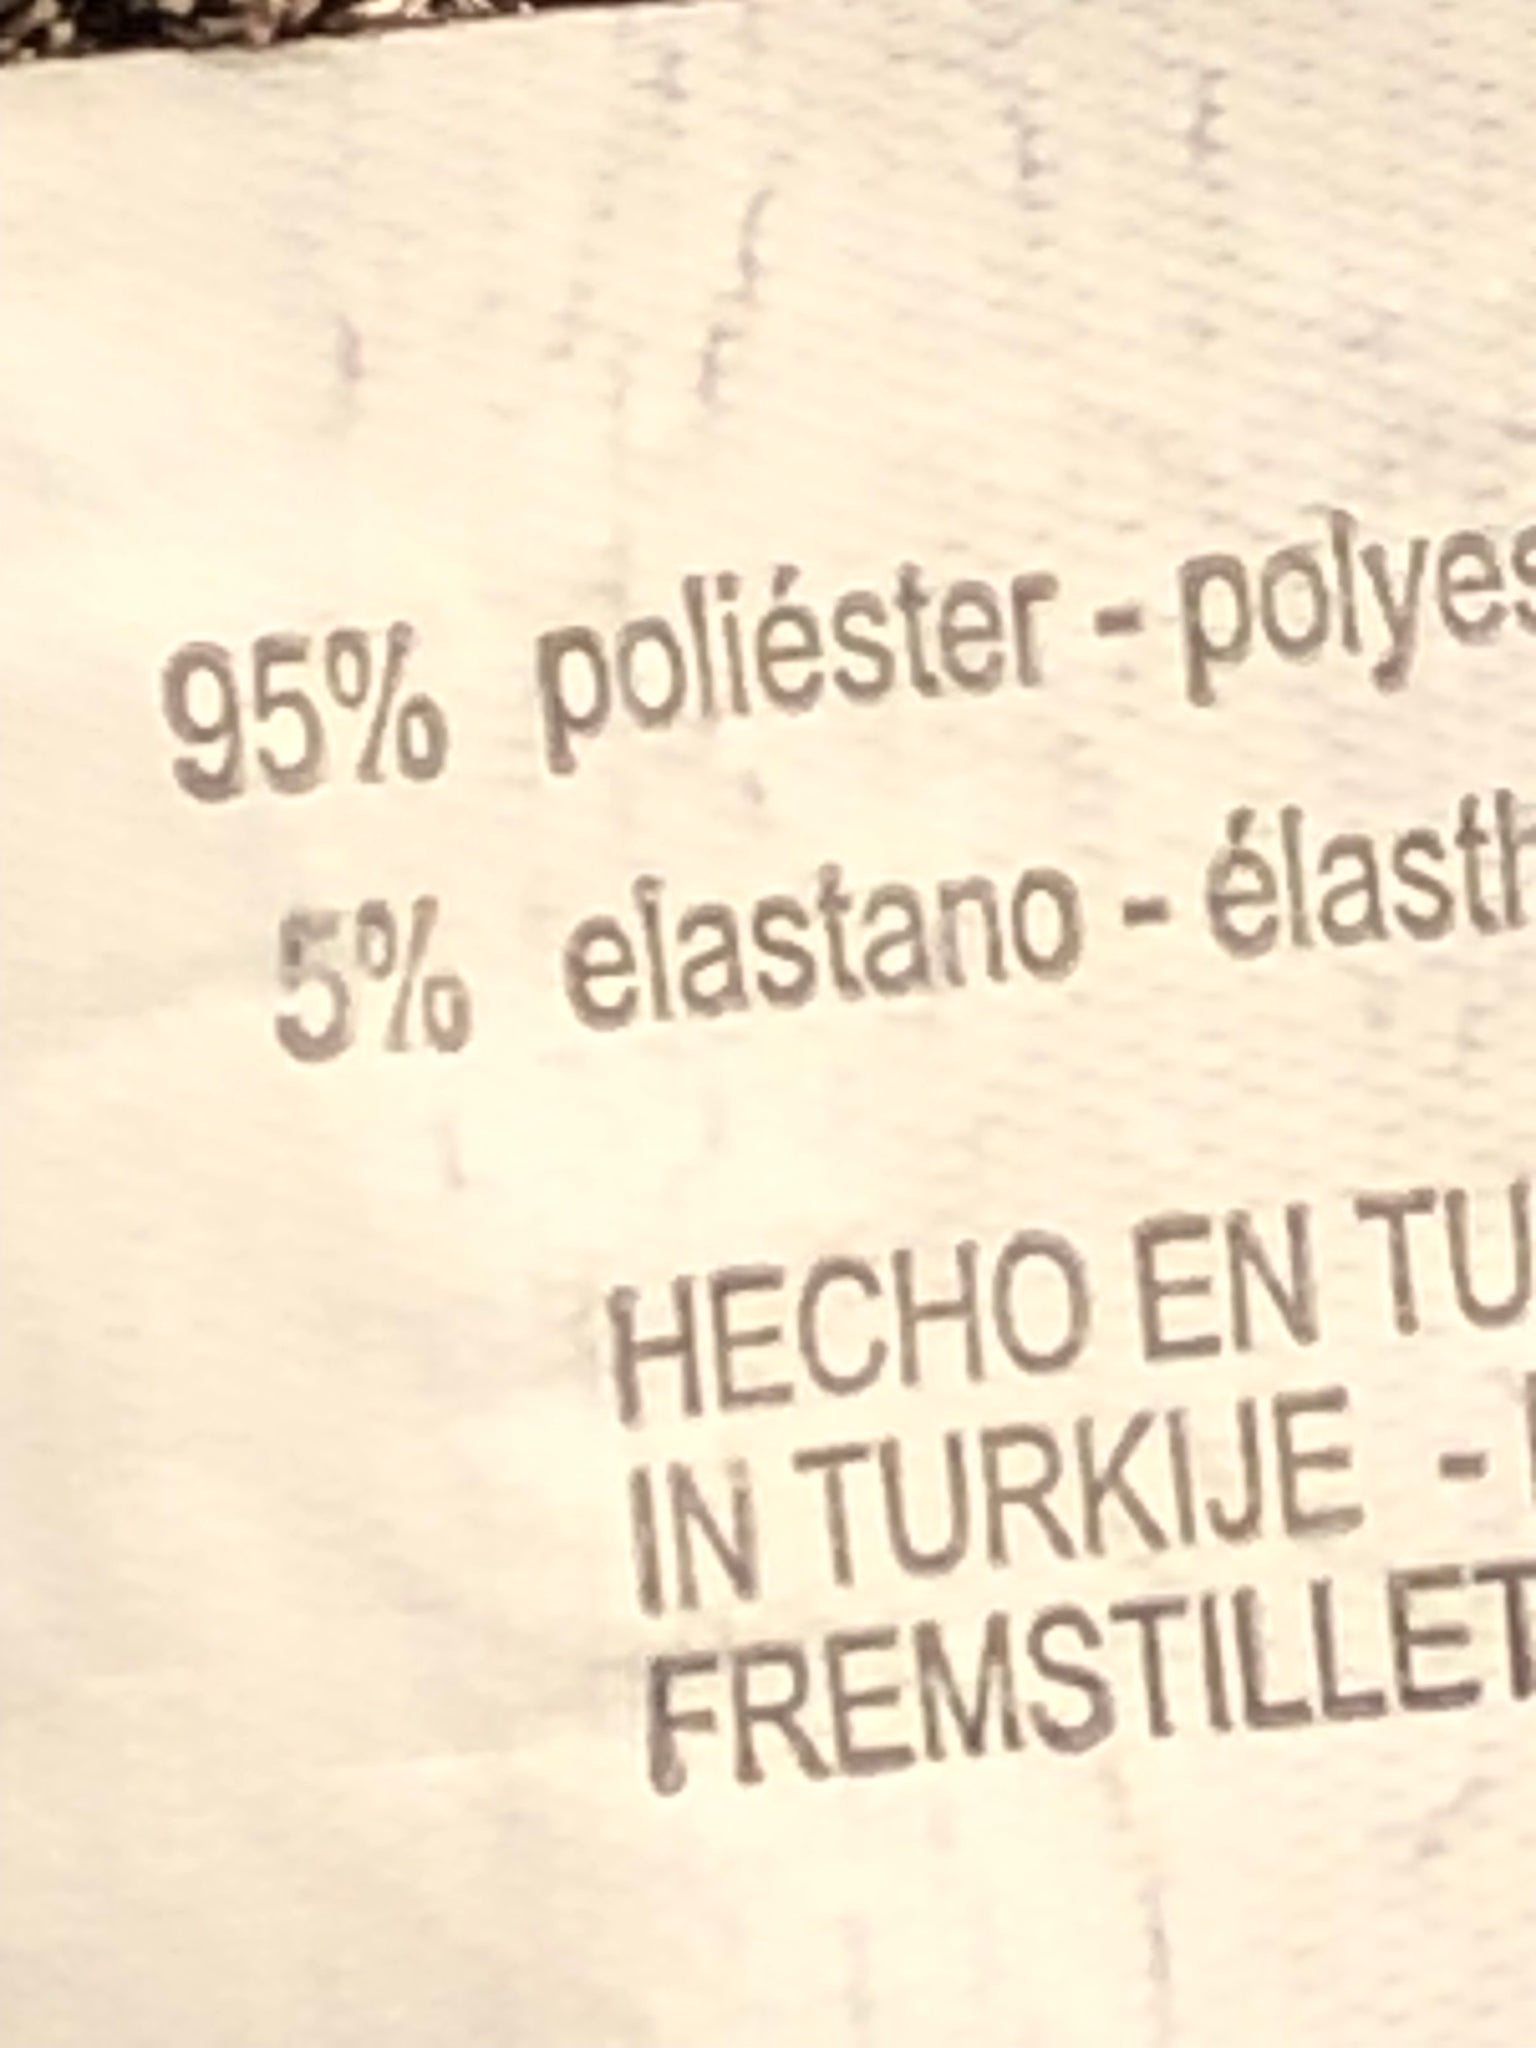 95% poliéster - polyes
5% elastano - élasth
HECHO EN TU
IN TURKIJE -
FREMSTILLET